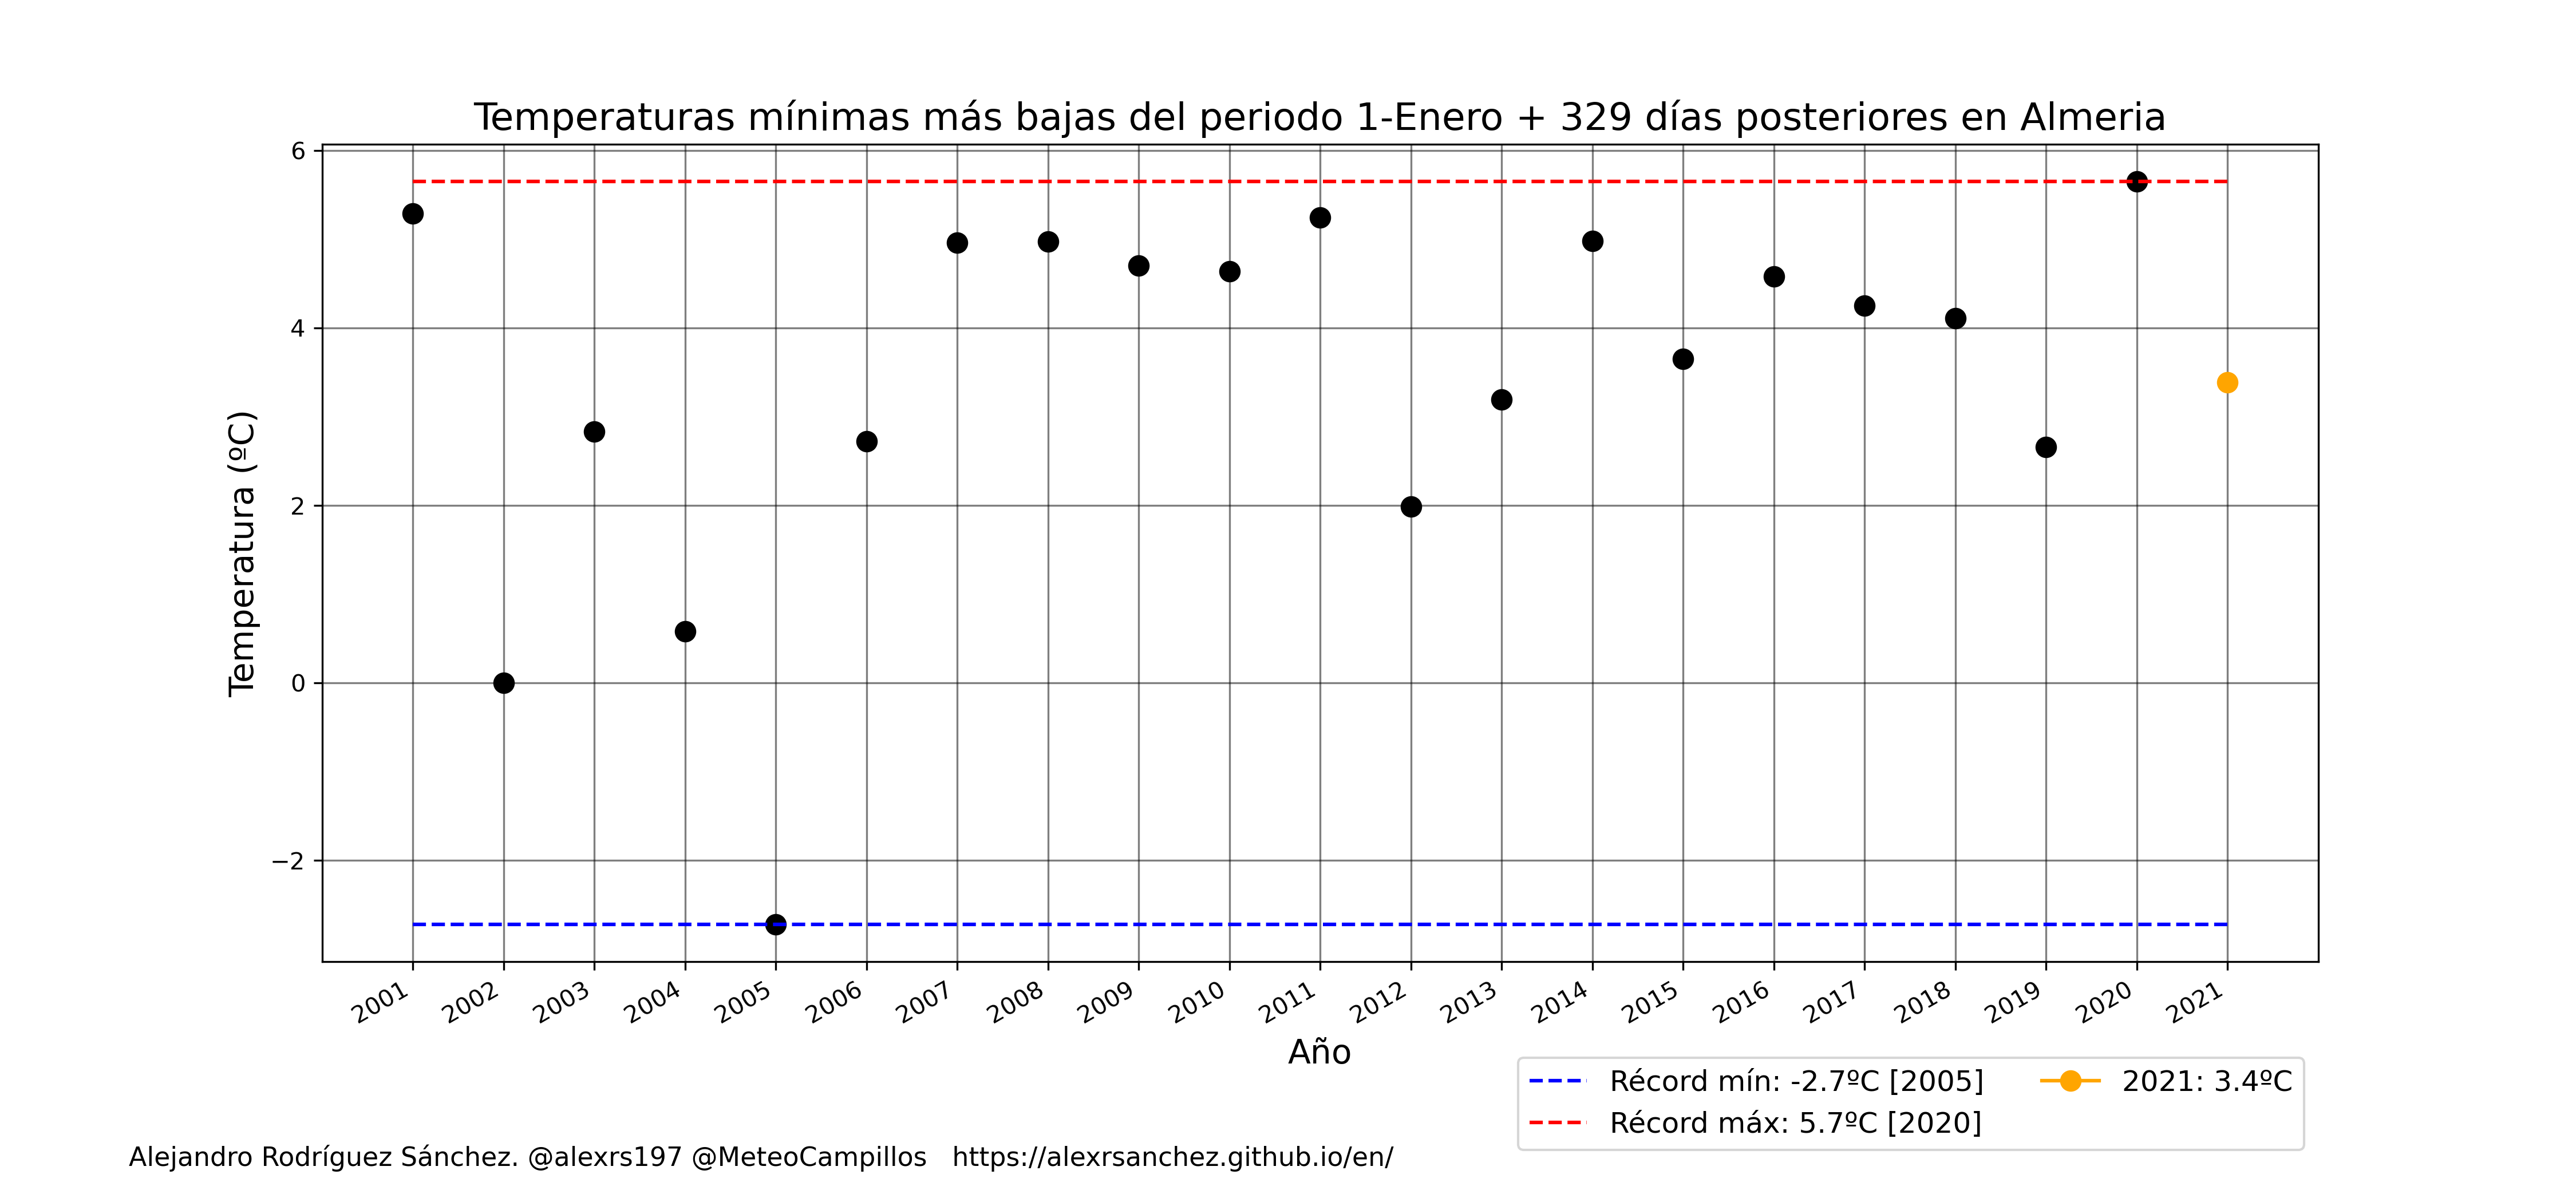 Temperaturas mínimas más bajas del periodo 1-Enero + 329 días posteriores en Almeria
6
4
2
0
−2
Temperatura (ºC)
2001 2002 2003 2004 2005 2006 2007 2008 2009 2010 2011 2012 2013 2014 2015 2016 2017 2018 2019 2020 2021
Año
Récord mín: -2.7ºC [2005] 2021: 3.4ºC
Récord máx: 5.7ºC [2020]
Alejandro Rodríguez Sánchez. @alexrs197 @MeteoCampillos https://alexrsanchez.github.io/en/